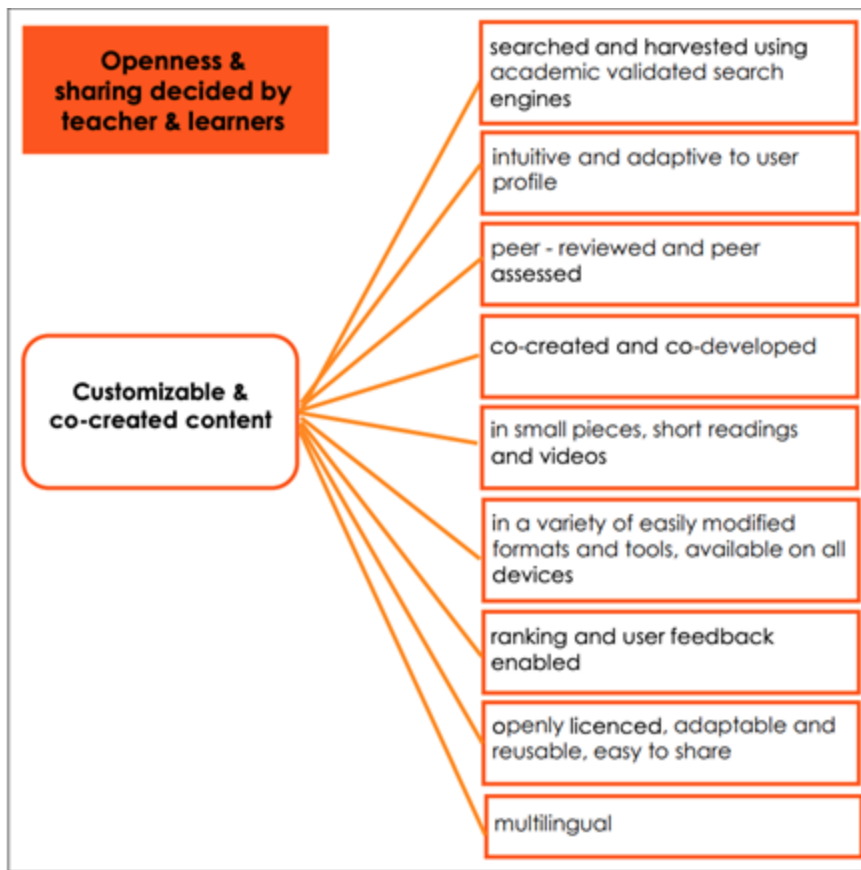 Openness &
sharing decided by
teacher & learners
Customizable &
co-created content
searched and harvested using
academic validated search
engines
intuitive and adaptive to user
profile
peer - reviewed and peer
assessed
co-created and co-developed
in small pieces, short readings
and videos
in a variety of easily modified
formats and tools, available on all
devices
ranking and user feedback
enabled
openly licenced, adaptable and
reusable, easy to share
multilingual